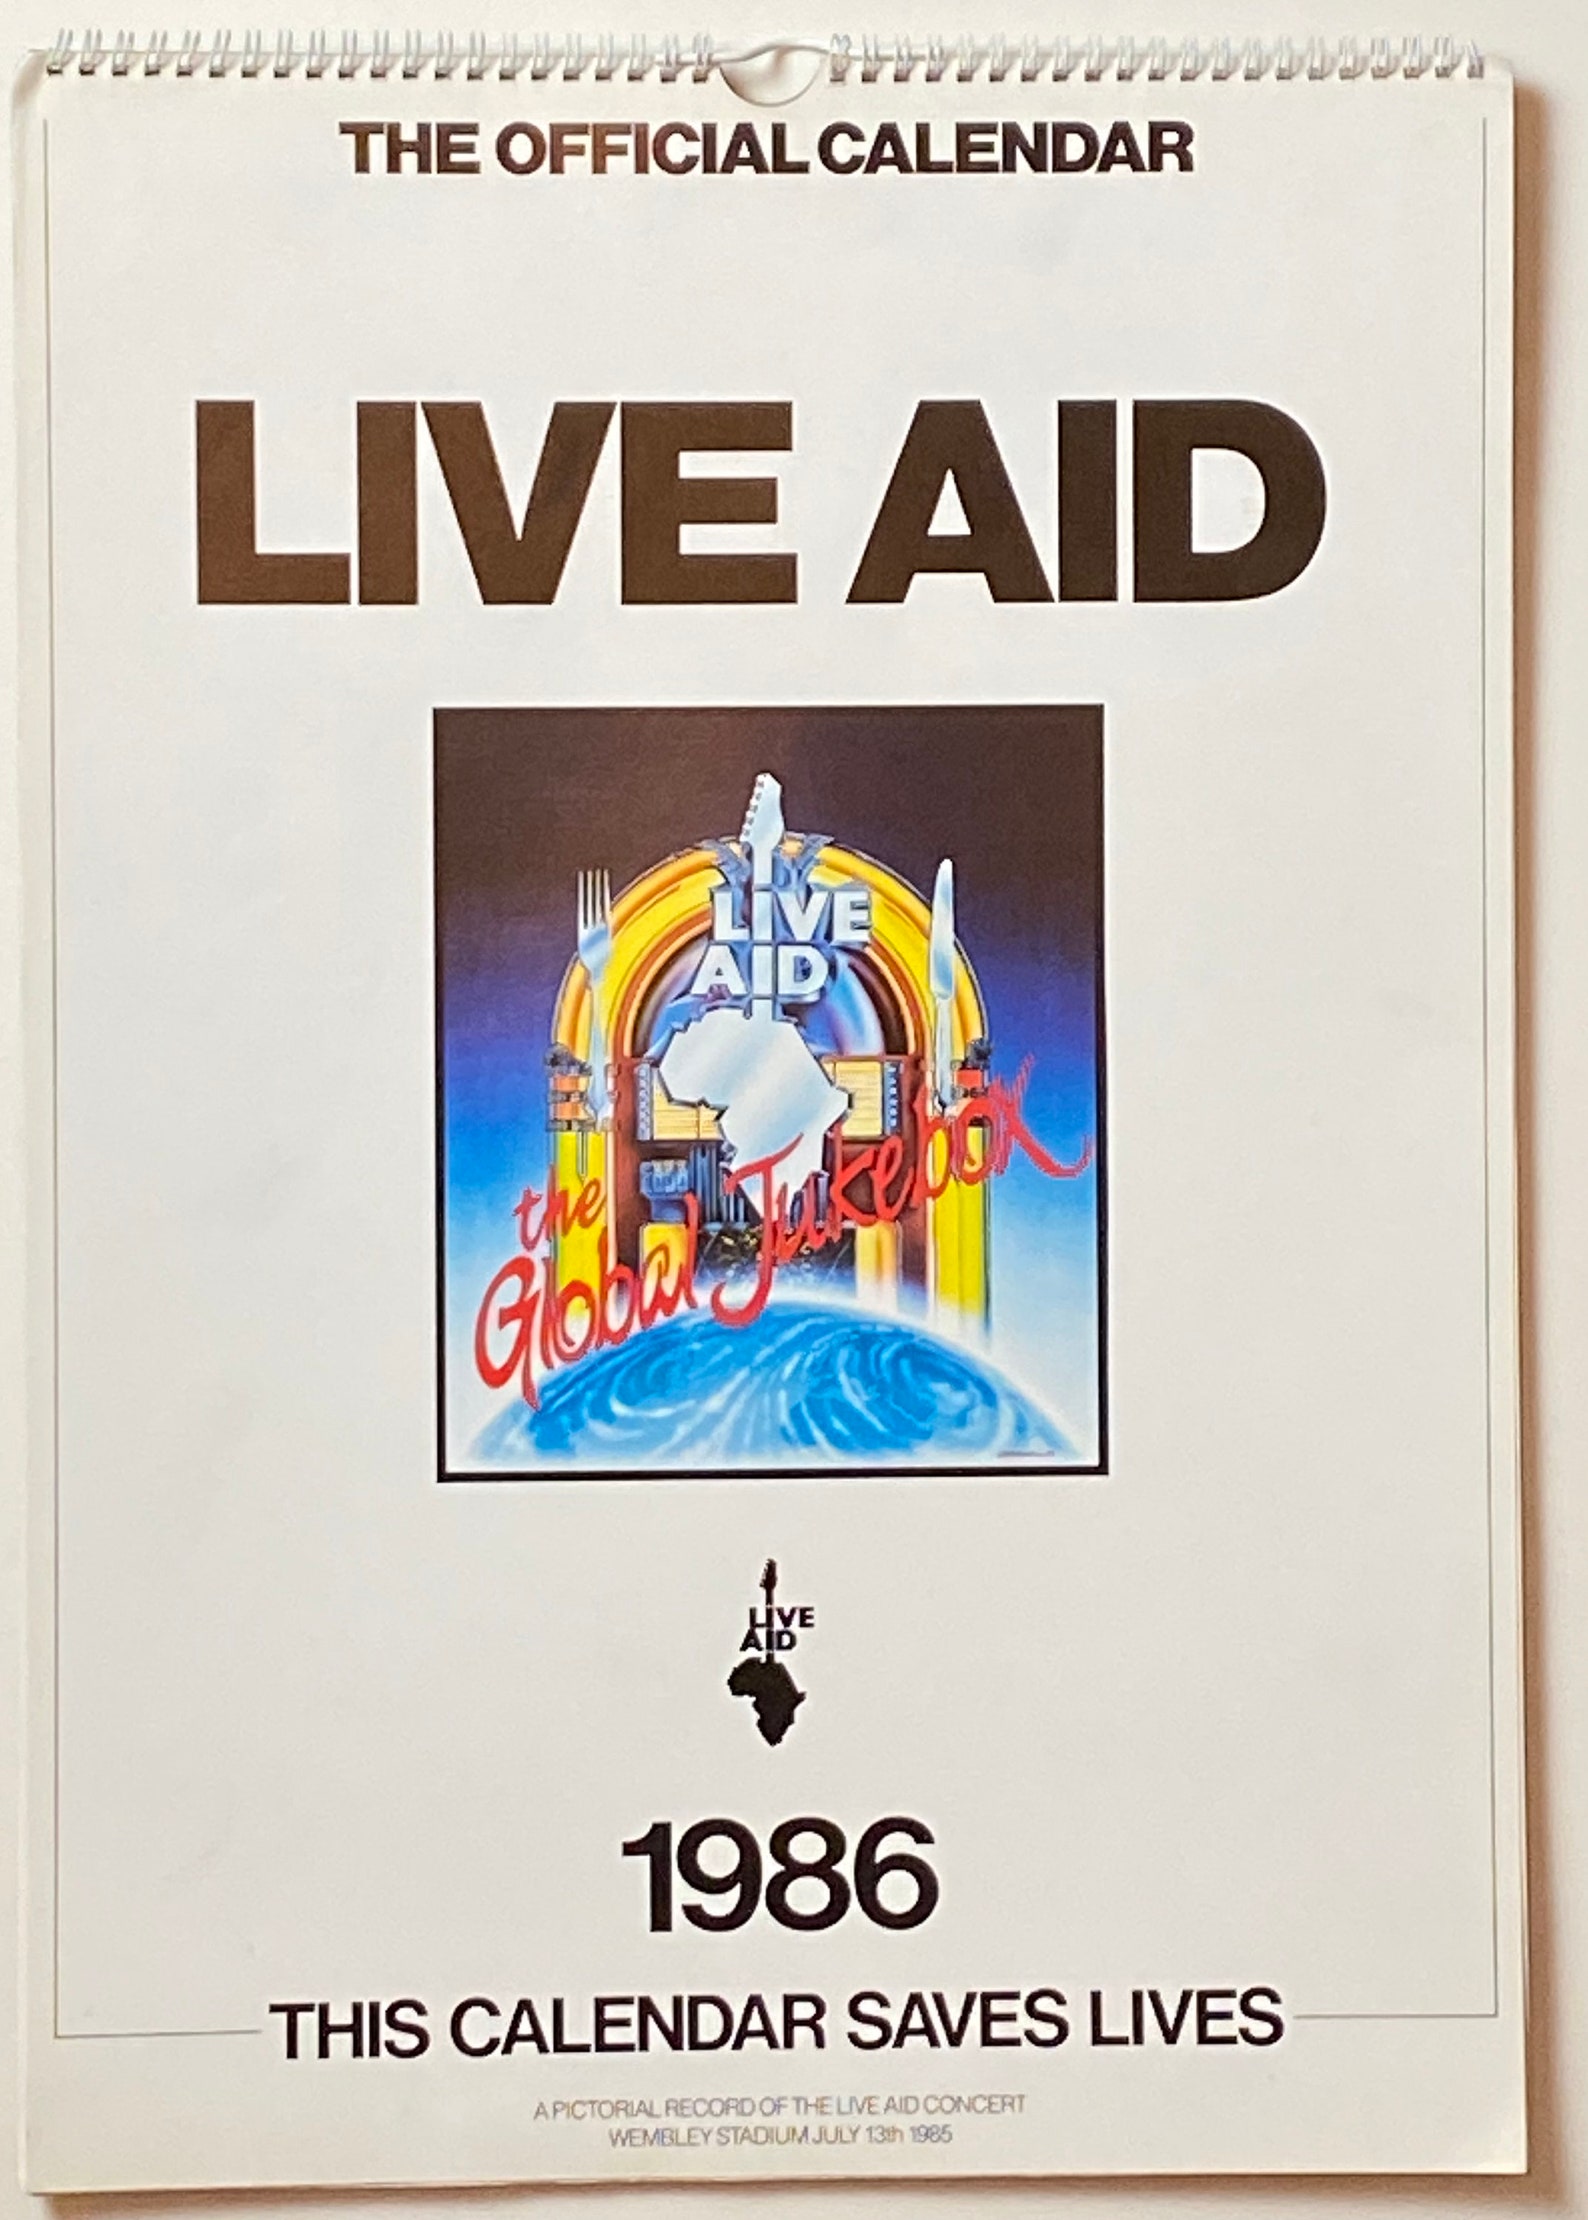 THE OFFICIAL CALENDAR
LIVE AID
LIVE
AID
the
Global Jukebox
LIVE
AID
1986
THIS CALENDAR SAVES LIVES
A PICTORIAL RECORD OF THE LIVE AID CONCERT
WEMBLEY STADIUM JULY 13th 1985